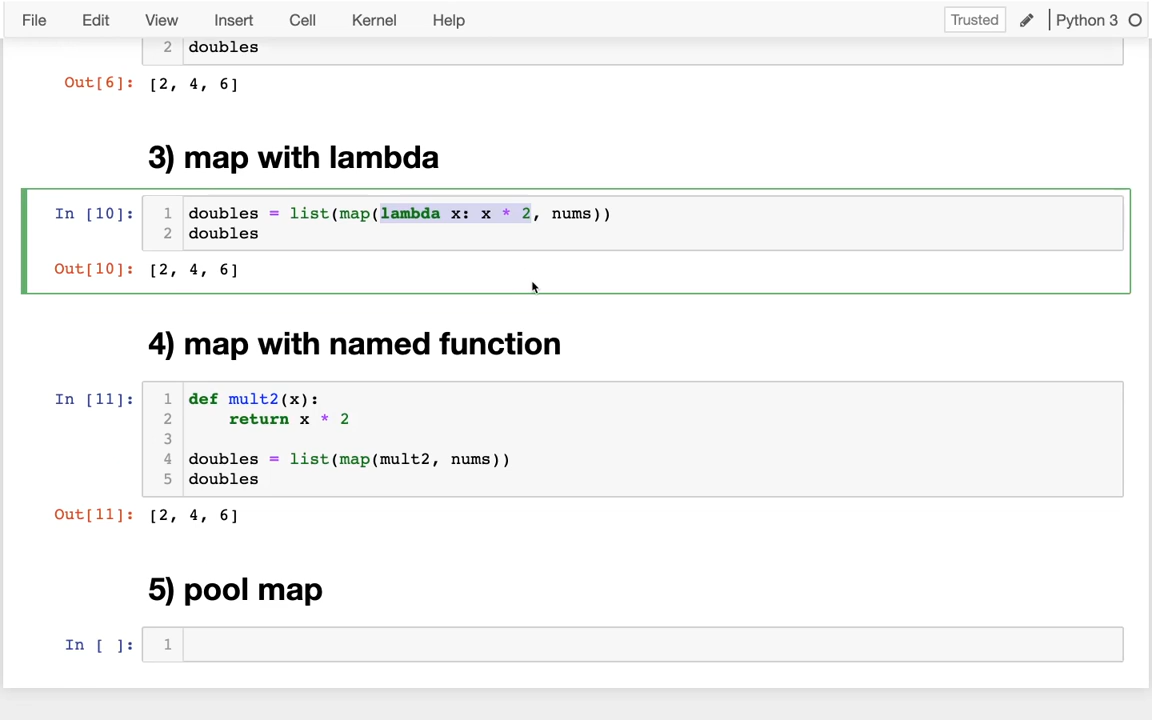 File Edit View Insert Cell Kernel Help Trusted Python 3
2 doubles
Out[6]: [2, 4, 6]
3) map with lambda
In [10]: 1 doubles = list(map(lambda x: x * 2, nums))
2 doubles
Out[10]: [2, 4, 6]
4) map with named function
In [11]: 1 def mult2(x):
2     return x * 2
3
4 doubles = list(map(mult2, nums))
5 doubles
Out[11]: [2, 4, 6]
5) pool map
In [ ]: 1